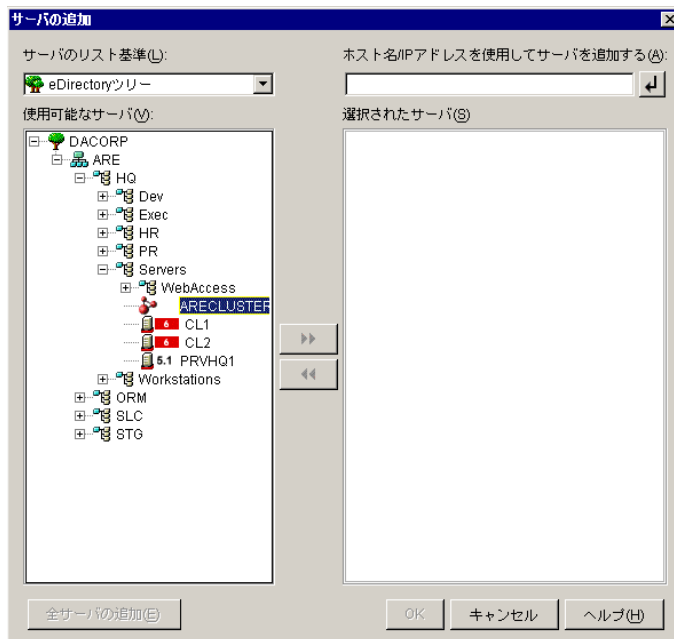 サーバの追加
サーバのリスト基準(L):
ホスト名/IPアドレスを使用してサーバを追加する(A):
eDirectoryツリー
使用可能なサーバ(V):
選択されたサーバ(S)
DACORP
ARE
HQ
Dev
Exec
HR
PR
Servers
WebAccess
ARECLUSTER
6 CL1
6 CL2
5.1 PRVHQ1
Workstations
ORM
SLC
STG
全サーバの追加(E)
OK
キャンセル
ヘルプ(H)